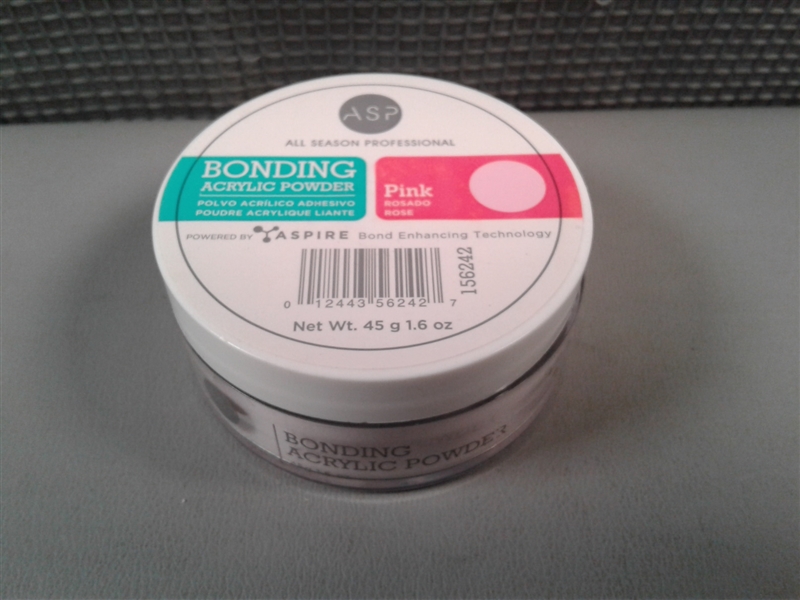 ASP
ALL SEASON PROFESSIONAL
BONDING
ACRYLIC POWDER
POLVO ACRÍLICO ADHESIVO
POUDRE ACRYLIQUE LIANTE
Pink
ROSADO
ROSE
POWERED BY ASPIRE Bond Enhancing Technology
0 12443 56242 7
156242
Net Wt. 45 g 1.6 oz
BONDING
ACRYLIC POWDER